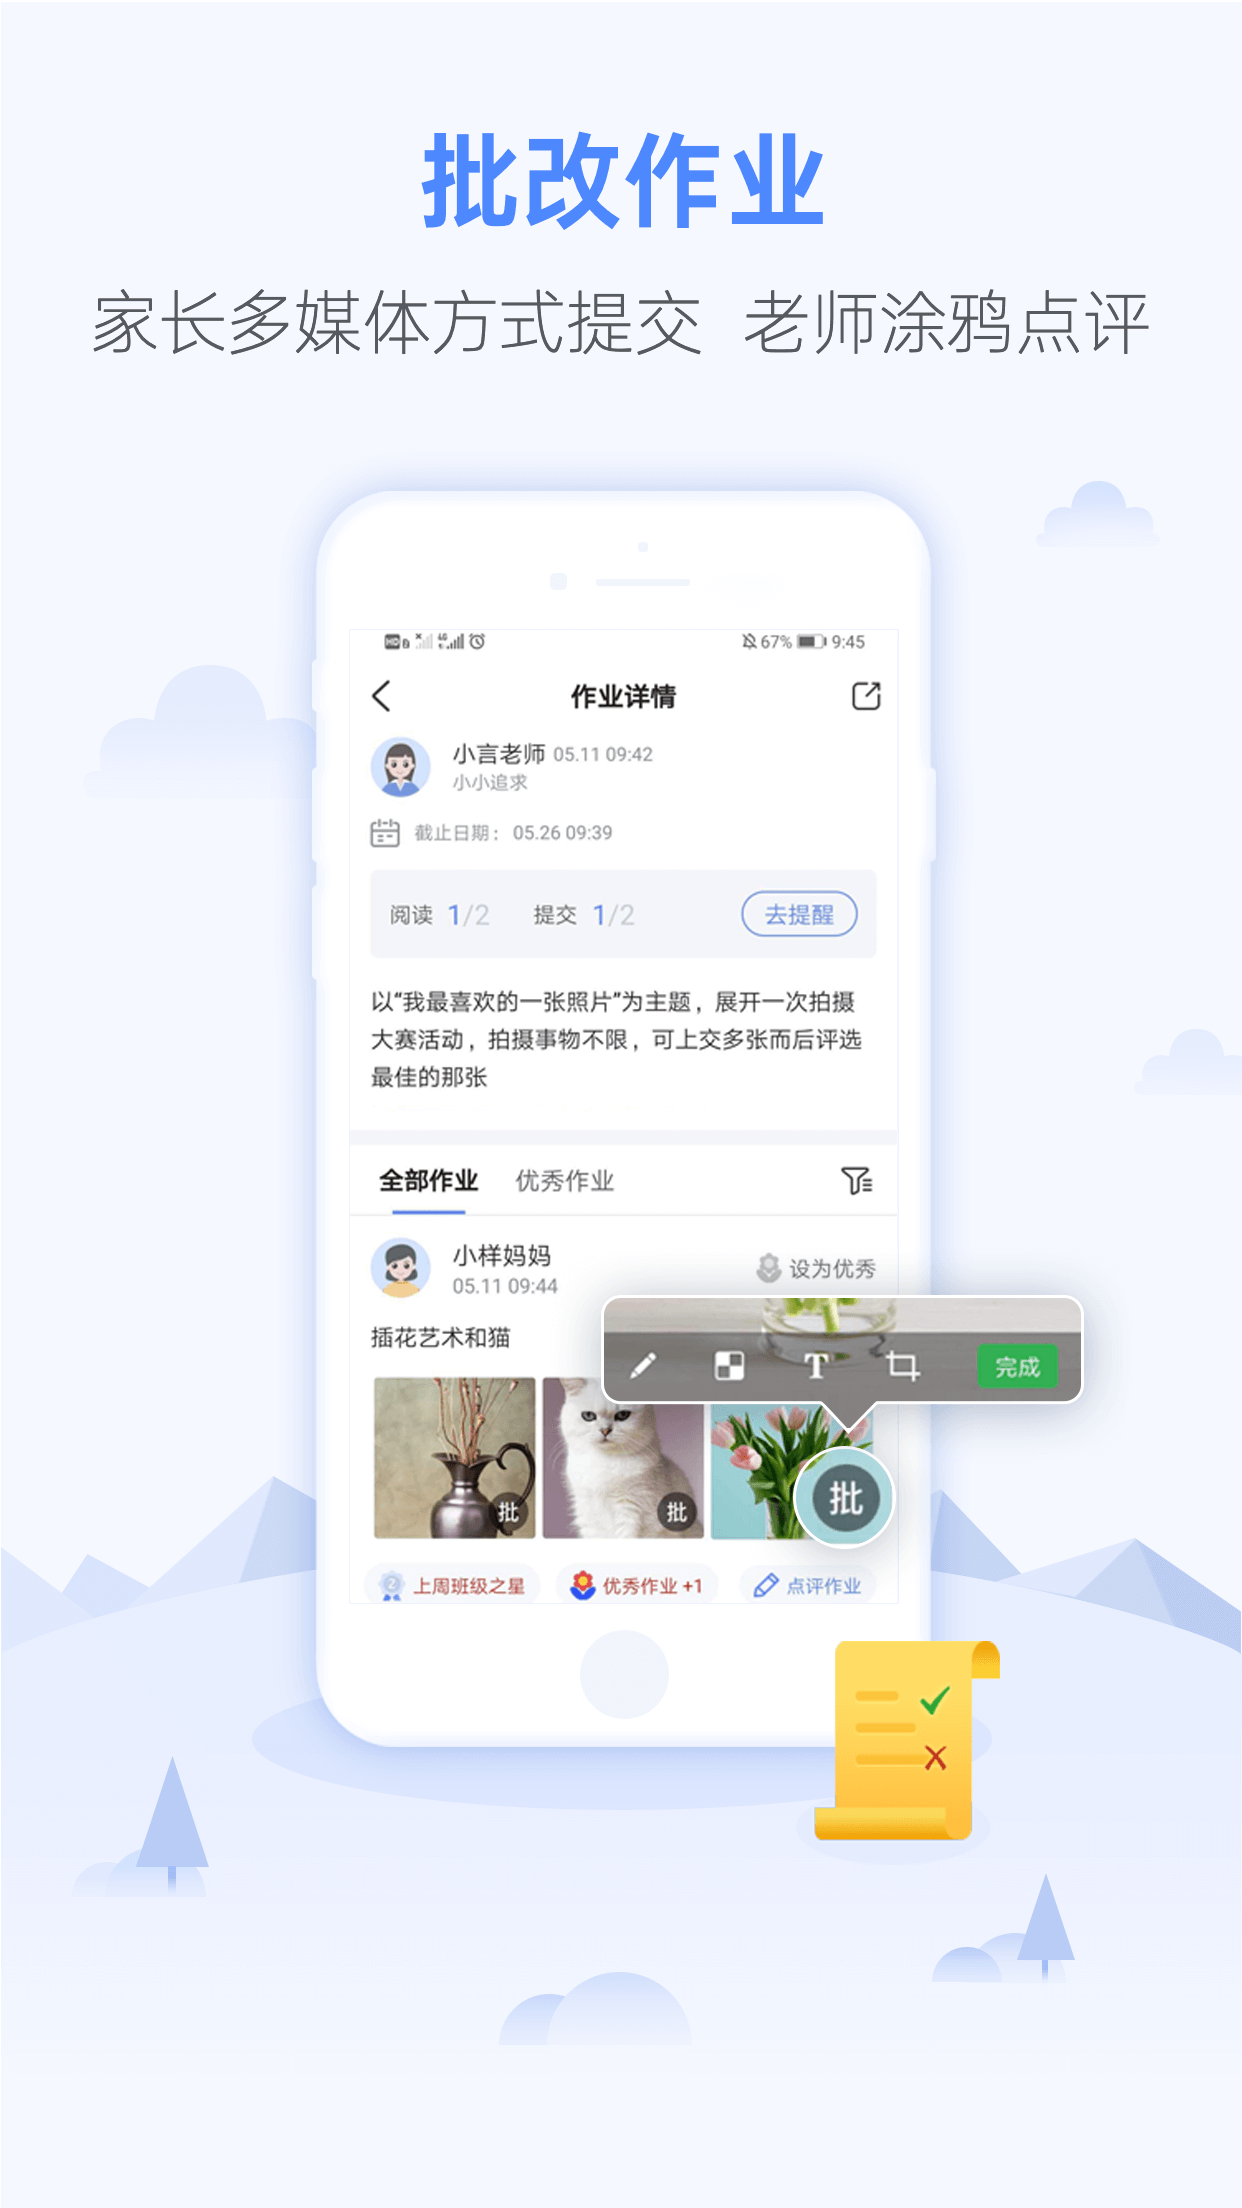 批改作业
家长多媒体方式提交 老师涂鸦点评
HD 2 4G 67% 9:45
作业详情
小言老师 05.11 09:42
小小追求
截止日期： 05.26 09:39
阅读 1/2 提交 1/2 去提醒
以“我最喜欢的一张照片”为主题，展开一次拍摄
大赛活动，拍摄事物不限，可上交多张而后评选
最佳的那张
全部作业 优秀作业
小样妈妈
05.11 09:44
设为优秀
插花艺术和猫
T 完成
批 批 批
2 上周班级之星 优秀作业 +1 点评作业